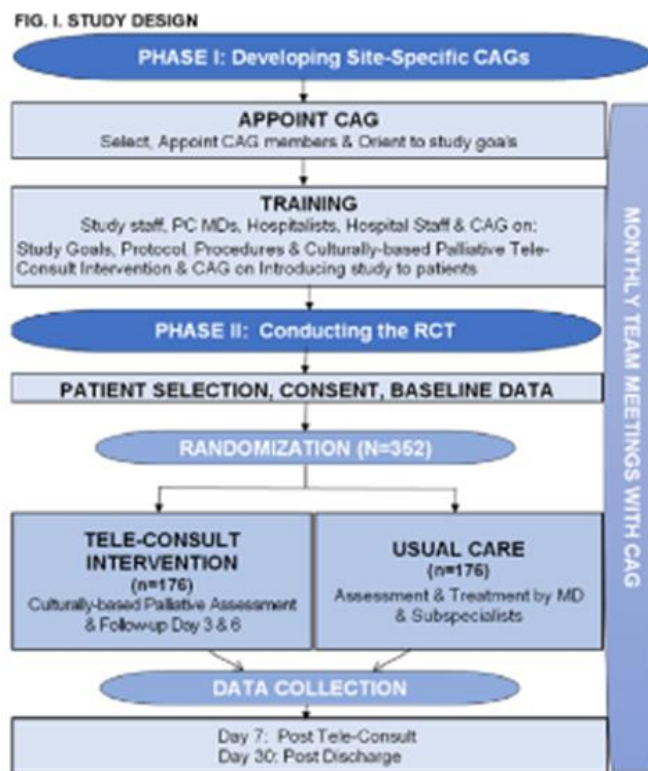 FIG. I. STUDY DESIGN
PHASE I: Developing Site-Specific CAGs
APPOINT CAG
Select, Appoint CAG members & Orient to study goals
TRAINING
Study staff, PC MDs, Hospitalists, Hospital Staff & CAG on:
Study Goals, Protocol, Procedures & Culturally-based Palliative Tele-
Consult Intervention & CAG on Introducing study to patients
PHASE II: Conducting the RCT
PATIENT SELECTION, CONSENT, BASELINE DATA
RANDOMIZATION (N=352)
TELE-CONSULT
INTERVENTION
(n=176)
Culturally-based Palliative Assessment
& Follow-up Day 3 & 6
USUAL CARE
(n=176)
Assessment & Treatment by MD
& Subspecialists
DATA COLLECTION
Day 7: Post Tele-Consult
Day 30: Post Discharge
MONTHLY TEAM MEETINGS WITH CAG